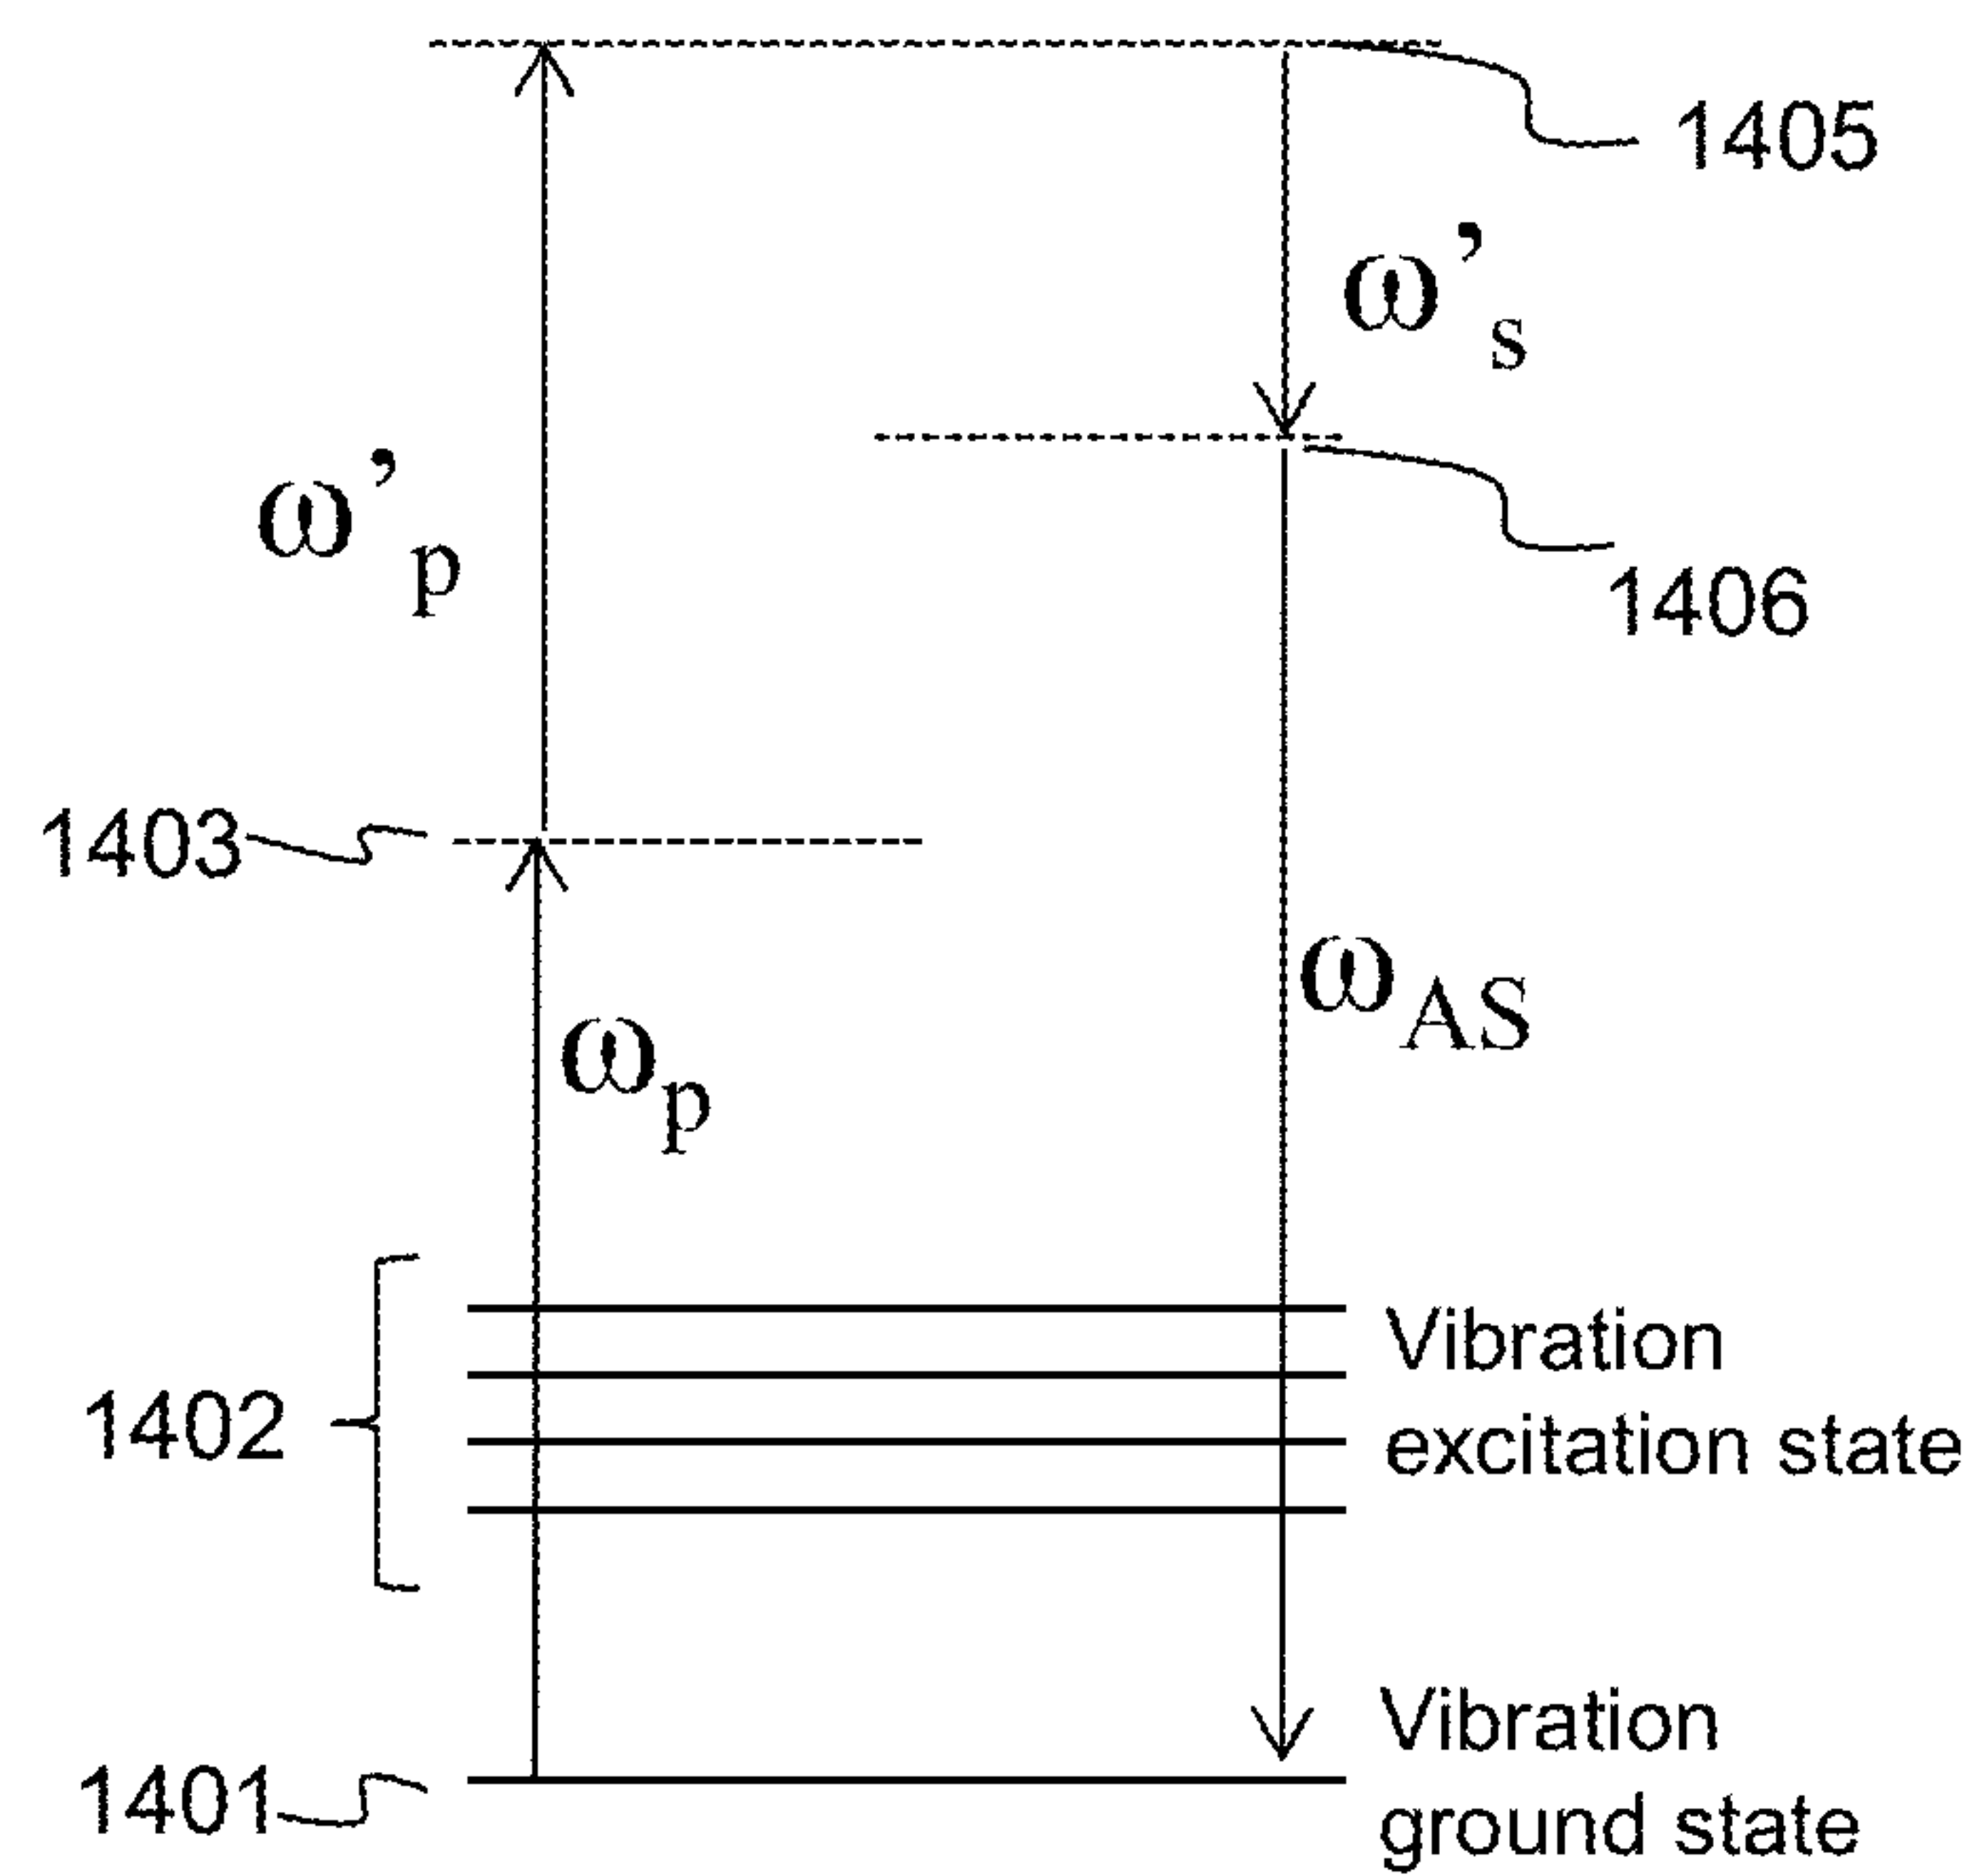 1405
ω's
1406
ω'p
1403
ωAS
ωp
Vibration
excitation state
1402
Vibration
ground state
1401